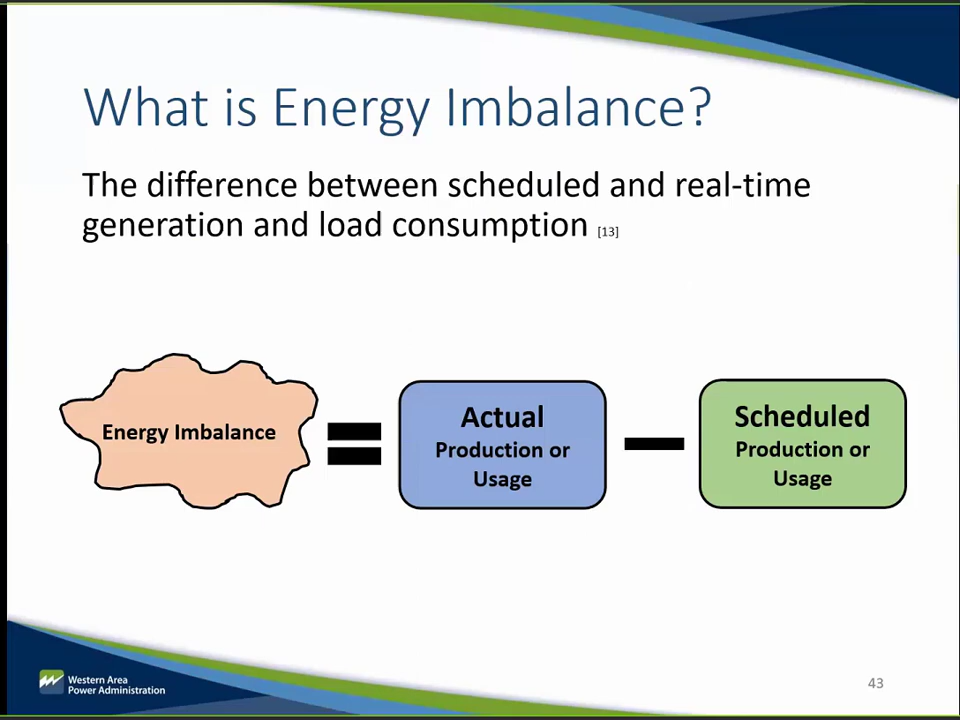 What is Energy Imbalance?
The difference between scheduled and real-time
generation and load consumption [13]
Energy Imbalance
Actual
Production or
Usage
Scheduled
Production or
Usage
Western Area
Power Administration
43